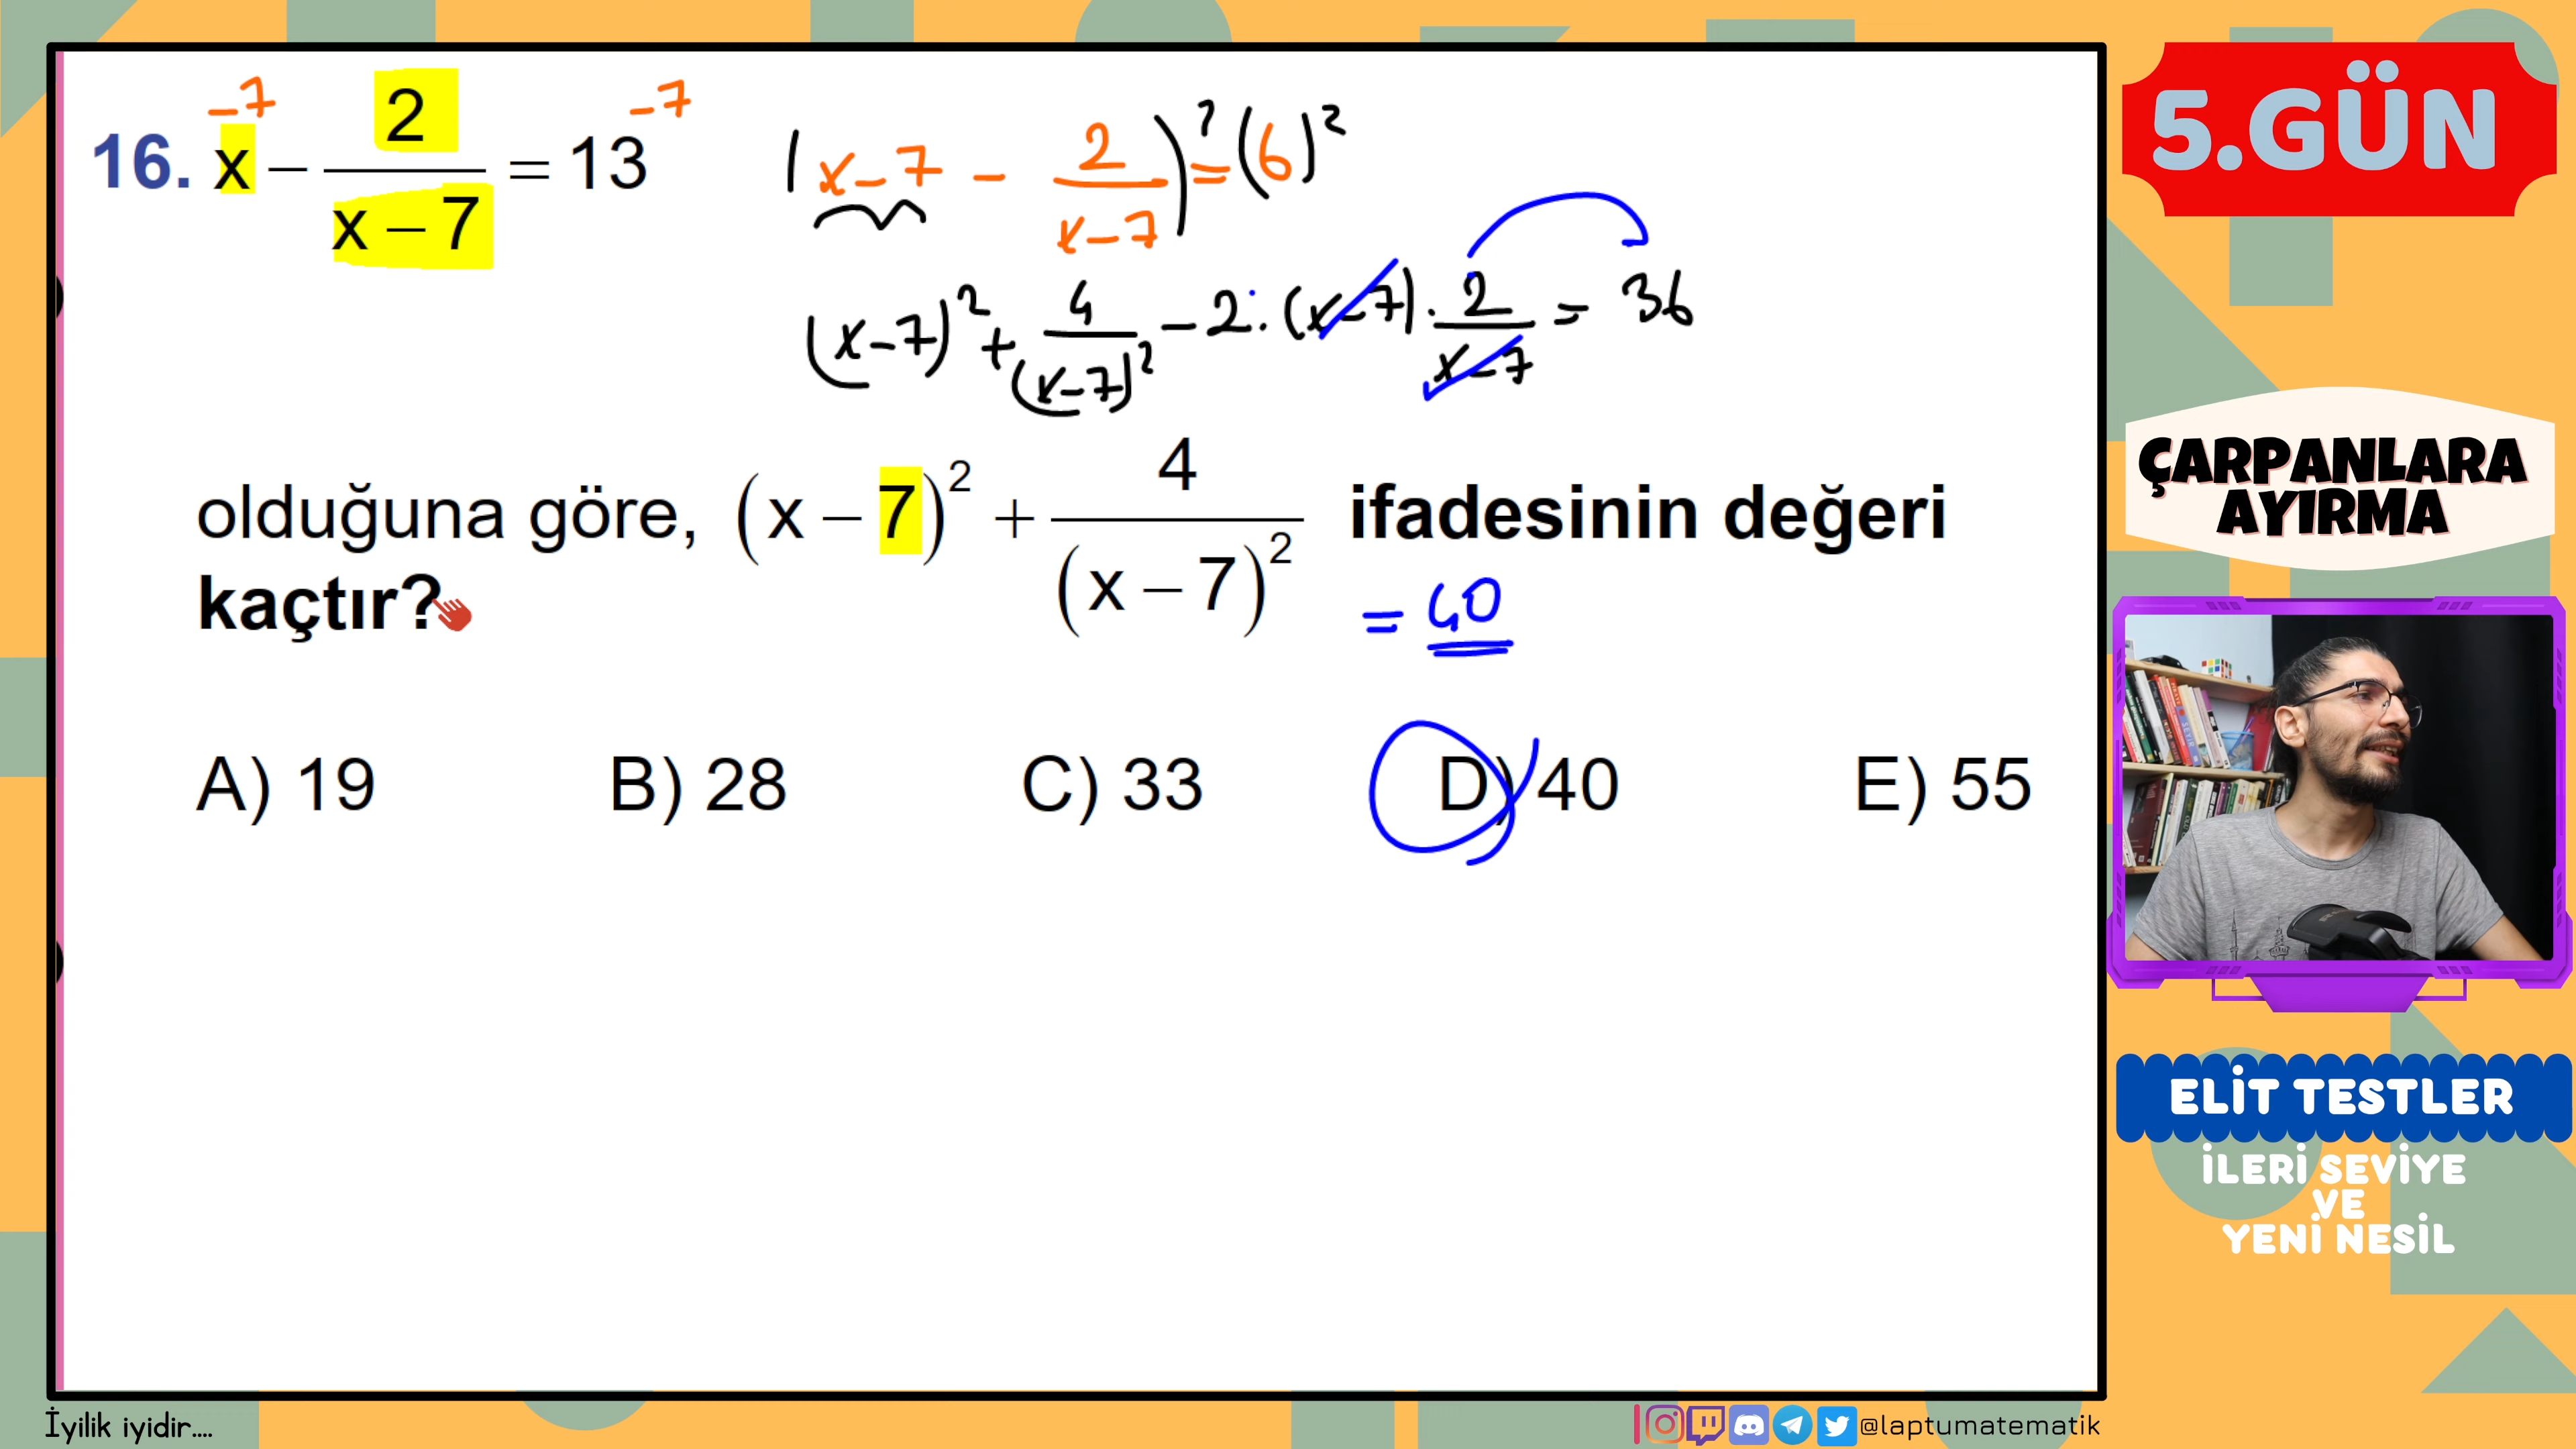 5.GÜN
-7 -7
16. x - 2/(x - 7) = 13
(x-7 - 2/(x-7))² = (6)²
(x-7)² + 4/(x-7)² - 2·(x-7)·2/(x-7) = 36
olduğuna göre, (x - 7)² + 4/(x - 7)² ifadesinin değeri
kaçtır?
= 40
A) 19 B) 28 C) 33 D) 40 E) 55
ÇARPANLARA
AYIRMA
ELİT TESTLER
İLERİ SEVİYE
VE
YENİ NESİL
İyilik iyidir....
@laptumatematik